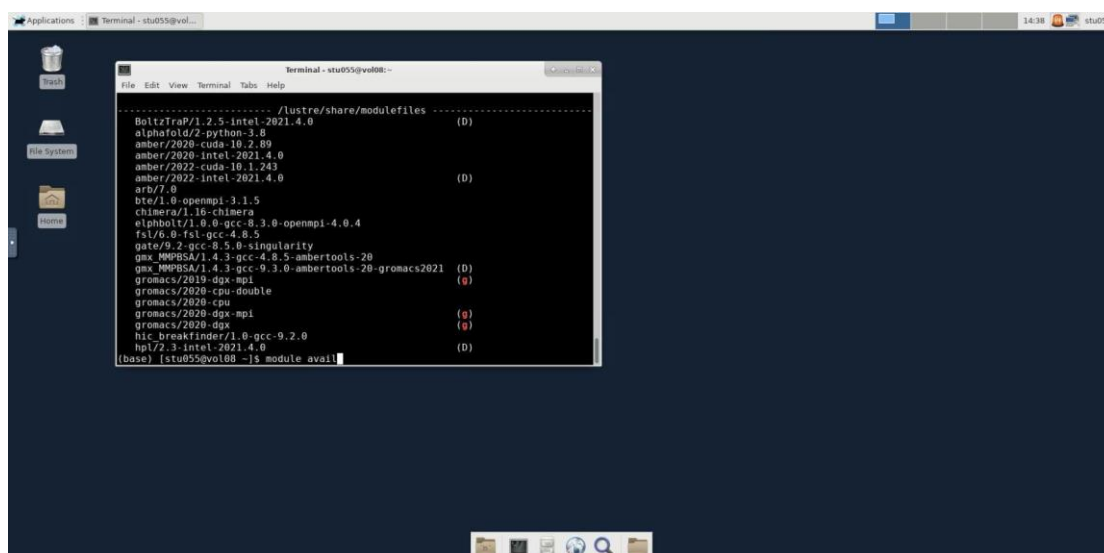 Applications
Terminal - stu055@vol...
14:38
Trash
File System
Home
Terminal - stu055@vol08:~
File Edit View Terminal Tabs Help
--------------------------- /lustre/share/modulefiles ----------------------------
BoltzTraP/1.2.5-intel-2021.4.0 (D)
alphafold/2-python-3.8
amber/2020-cuda-10.2.89
amber/2020-intel-2021.4.0
amber/2022-cuda-10.1.243
amber/2022-intel-2021.4.0 (D)
arb/7.0
bte/1.0-openmpi-3.1.5
chimera/1.16-chimera
elphbolt/1.0.0-gcc-8.3.0-openmpi-4.0.4
fsl/6.0-fsl-gcc-4.8.5
gate/9.2-gcc-8.5.0-singularity
gmx_MMPBSA/1.4.3-gcc-4.8.5-ambertools-20
gmx_MMPBSA/1.4.3-gcc-9.3.0-ambertools-20-gromacs2021 (D)
gromacs/2019-dgx-mpi (g)
gromacs/2020-cpu-double
gromacs/2020-cpu
gromacs/2020-dgx-mpi (g)
gromacs/2020-dgx (g)
hic_breakfinder/1.0-gcc-9.2.0
hpl/2.3-intel-2021.4.0 (D)
(base) [stu055@vol08 ~]$ module avail